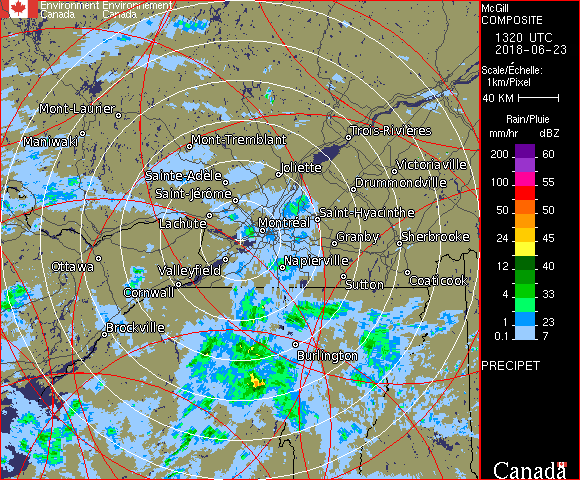 Environment Environnement
Canada Canada
McGill
COMPOSITE
1320 UTC
2018-06-23
Scale/Échelle:
1km/Pixel
40 KM
Rain/Pluie
mm/hr dBZ
200 60
100 55
50 50
24 45
12 40
4 33
1 23
0.1 7
PRECIPET
Canada
Mont-Laurier
Maniwaki
Mont-Tremblant
Trois-Rivières
Victoriaville
Joliette
Sainte-Adèle
Drummondville
Saint-Jérôme
Saint-Hyacinthe
Lachute
Montréal
Granby
Sherbrooke
Ottawa
Valleyfield
Napierville
Cornwall
Sutton
Coaticook
Brockville
Burlington